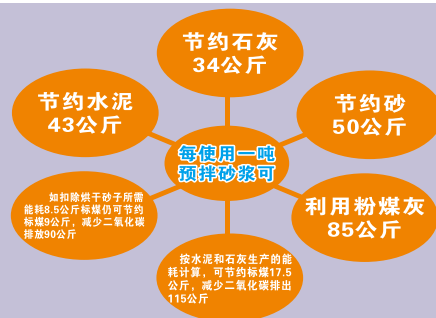 节约石灰
34公斤
节约水泥
43公斤
节约砂
50公斤
每使用一吨
预拌砂浆可
如扣除烘干砂子所需
能耗8.5公斤标煤仍可节约
标煤9公斤，减少二氧化碳
排放90公斤
利用粉煤灰
85公斤
按水泥和石灰生产的能
耗计算，可节约标煤17.5
公斤，减少二氧化碳排出
115公斤